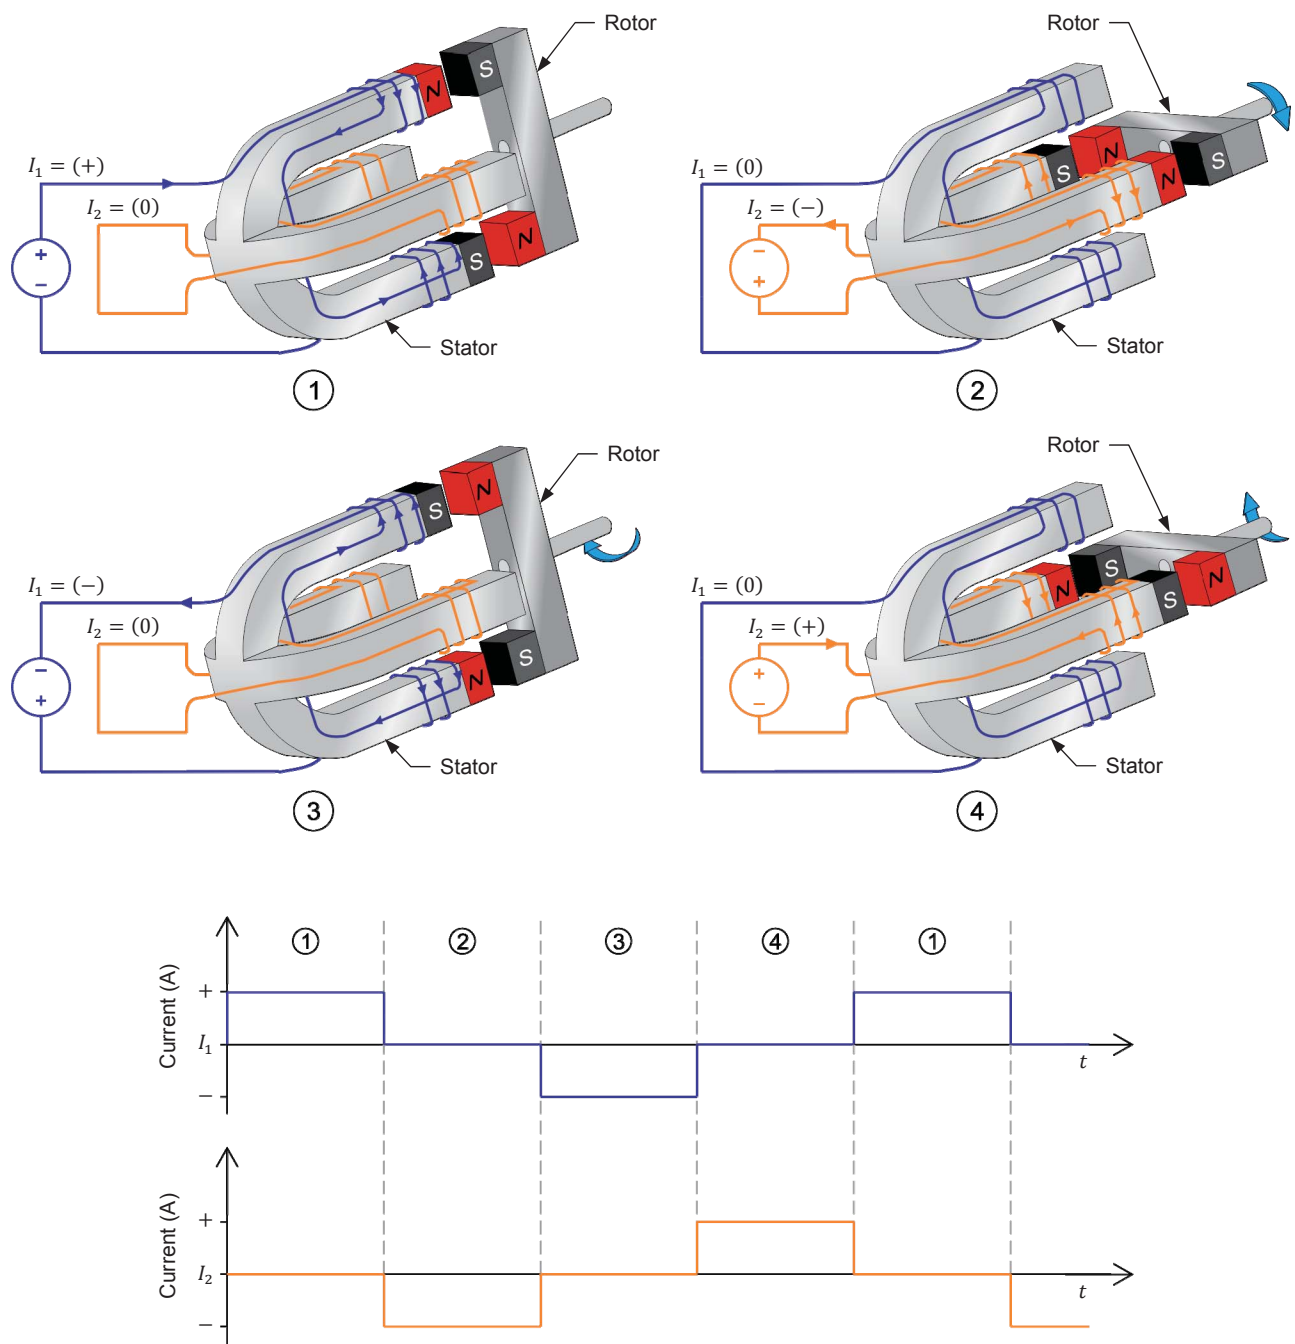 Rotor
N
S
I₁ = (+)
I₂ = (0)
+
−
N
S
Stator
1
Rotor
I₁ = (0)
I₂ = (−)
−
+
N
S
N
S
Stator
2
Rotor
N
S
I₁ = (−)
I₂ = (0)
−
+
S
N
Stator
3
Rotor
I₁ = (0)
I₂ = (+)
+
−
S
N
N
S
Stator
4
1 2 3 4 1
Current (A)
+
I₁
−
t
Current (A)
+
I₂
−
t